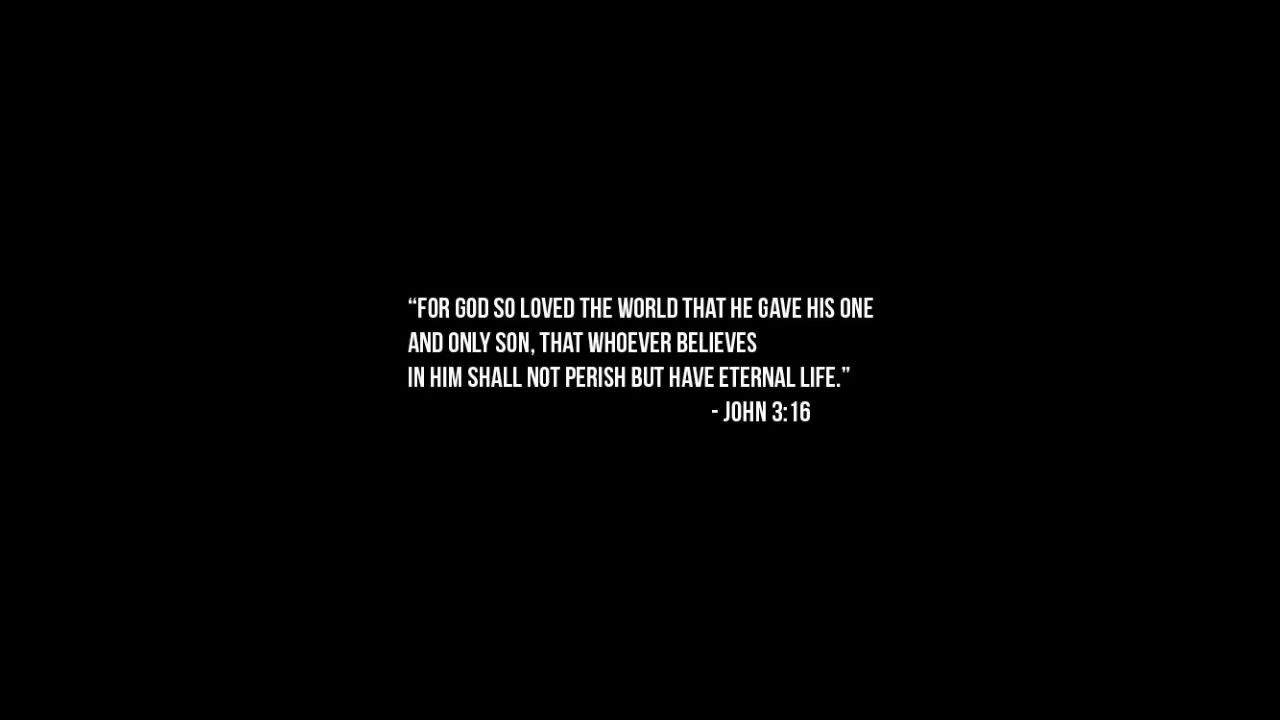 “FOR GOD SO LOVED THE WORLD THAT HE GAVE HIS ONE
AND ONLY SON, THAT WHOEVER BELIEVES
IN HIM SHALL NOT PERISH BUT HAVE ETERNAL LIFE.”
- JOHN 3:16